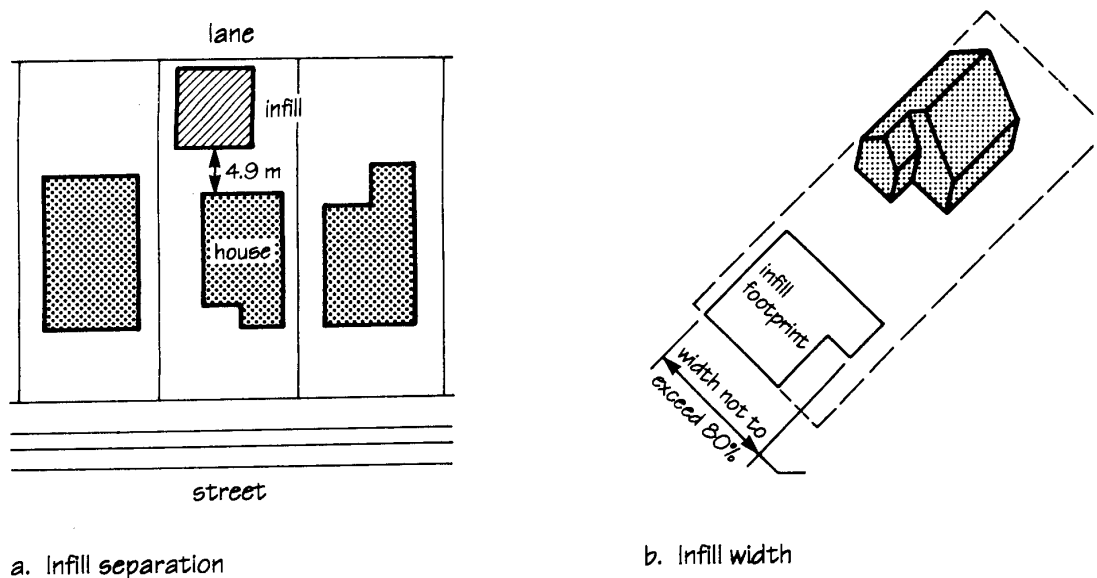 lane
infill
4.9 m
house
street
a. Infill separation
infill
footprint
width not to
exceed 80%
b. Infill width